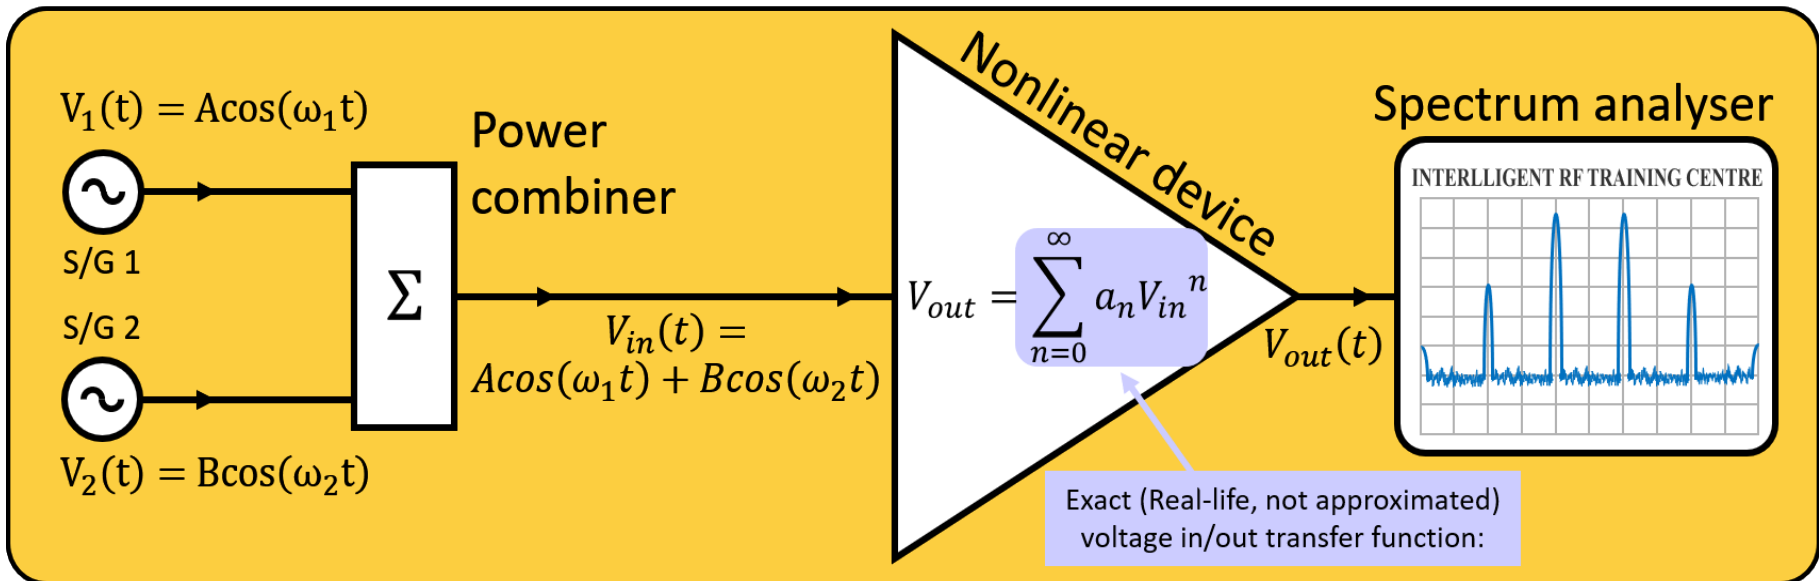 V₁(t) = Acos(ω₁t)
S/G 1
S/G 2
V₂(t) = Bcos(ω₂t)
Power
combiner
Σ
V_in(t) =
Acos(ω₁t) + Bcos(ω₂t)
Nonlinear device
V_out = ∑_{n=0}^{∞} a_n V_in^n
V_out(t)
Exact (Real-life, not approximated)
voltage in/out transfer function:
Spectrum analyser
INTERLLIGENT RF TRAINING CENTRE